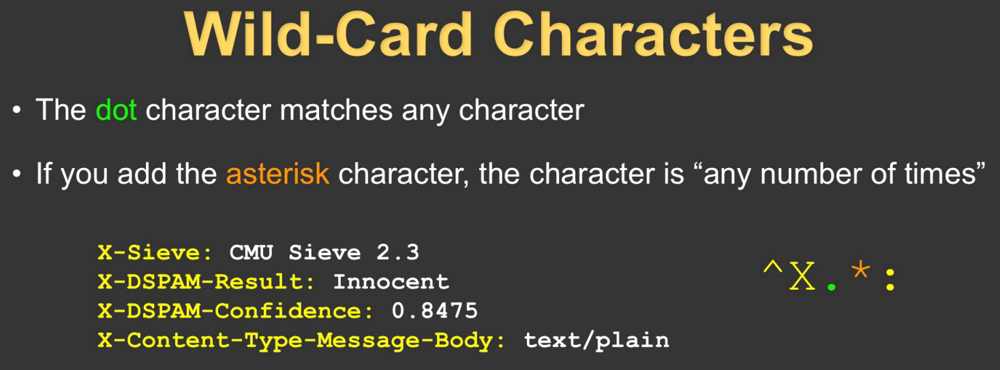 Wild-Card Characters
• The dot character matches any character
• If you add the asterisk character, the character is “any number of times”
X-Sieve: CMU Sieve 2.3
X-DSPAM-Result: Innocent
X-DSPAM-Confidence: 0.8475
X-Content-Type-Message-Body: text/plain
^X.*: